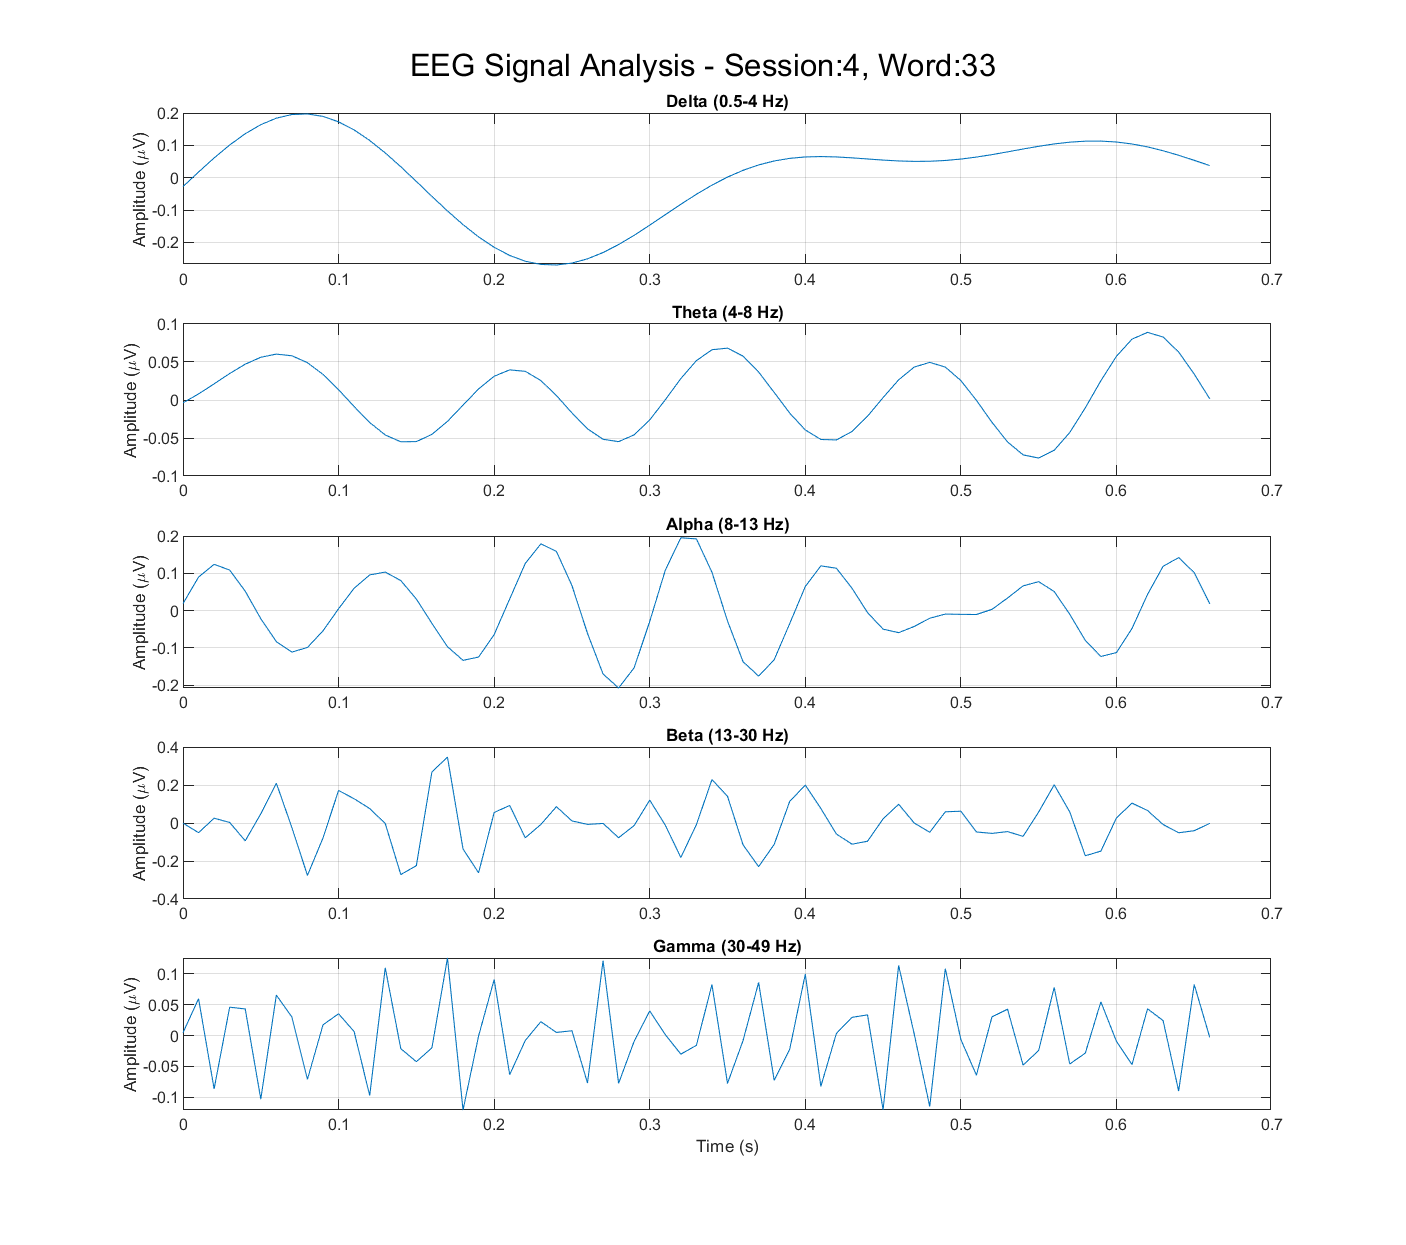 EEG Signal Analysis - Session:4, Word:33
Delta (0.5-4 Hz)
Amplitude (μV)
0.2
0.1
0
-0.1
-0.2
0 0.1 0.2 0.3 0.4 0.5 0.6 0.7
Theta (4-8 Hz)
Amplitude (μV)
0.1
0.05
0
-0.05
-0.1
0 0.1 0.2 0.3 0.4 0.5 0.6 0.7
Alpha (8-13 Hz)
Amplitude (μV)
0.2
0.1
0
-0.1
-0.2
0 0.1 0.2 0.3 0.4 0.5 0.6 0.7
Beta (13-30 Hz)
Amplitude (μV)
0.4
0.2
0
-0.2
-0.4
0 0.1 0.2 0.3 0.4 0.5 0.6 0.7
Gamma (30-49 Hz)
Amplitude (μV)
0.1
0.05
0
-0.05
-0.1
0 0.1 0.2 0.3 0.4 0.5 0.6 0.7
Time (s)